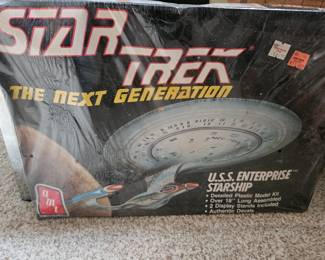 STAR TREK
THE NEXT GENERATION
U.S.S. ENTERPRISE
STARSHIP
• Detailed Plastic Model Kit
• Over 18" Long Assembled
• 2 Display Stands Included
• Authentic Decals
amt